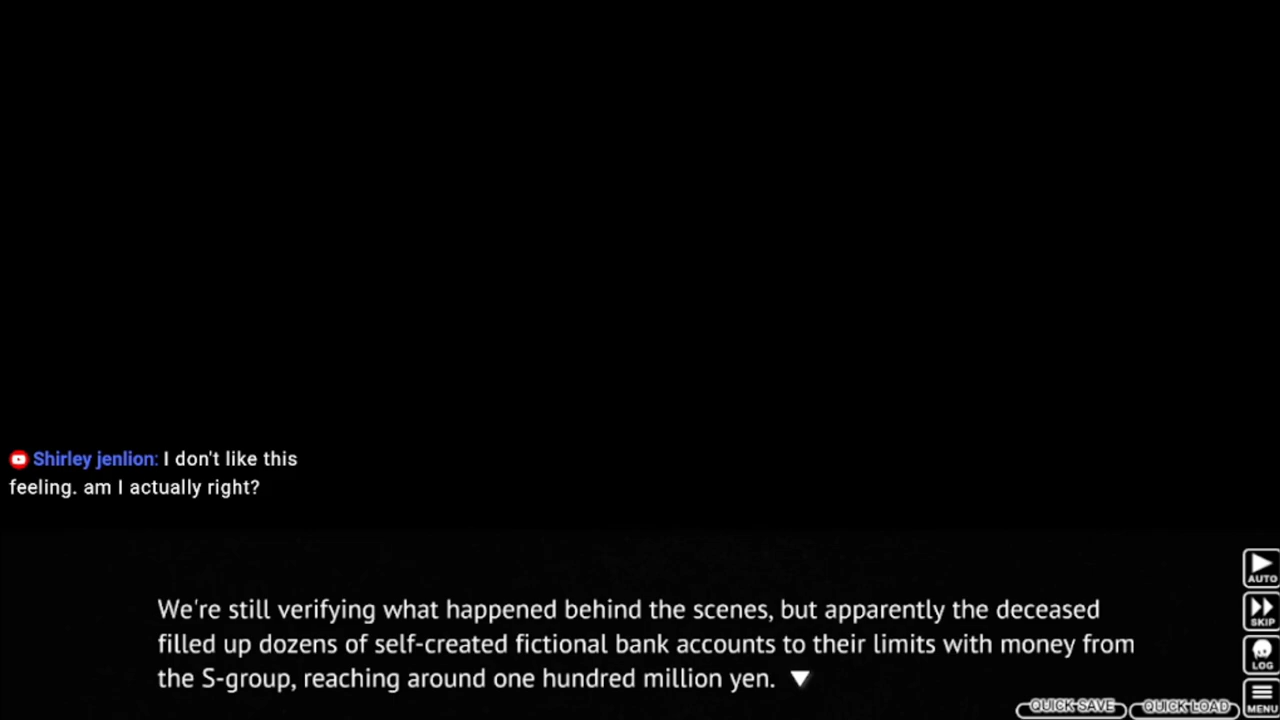 Shirley jenlion: I don't like this
feeling. am I actually right?
We're still verifying what happened behind the scenes, but apparently the deceased
filled up dozens of self-created fictional bank accounts to their limits with money from
the S-group, reaching around one hundred million yen.
AUTO
SKIP
LOG
MENU
QUICK SAVE
QUICK LOAD